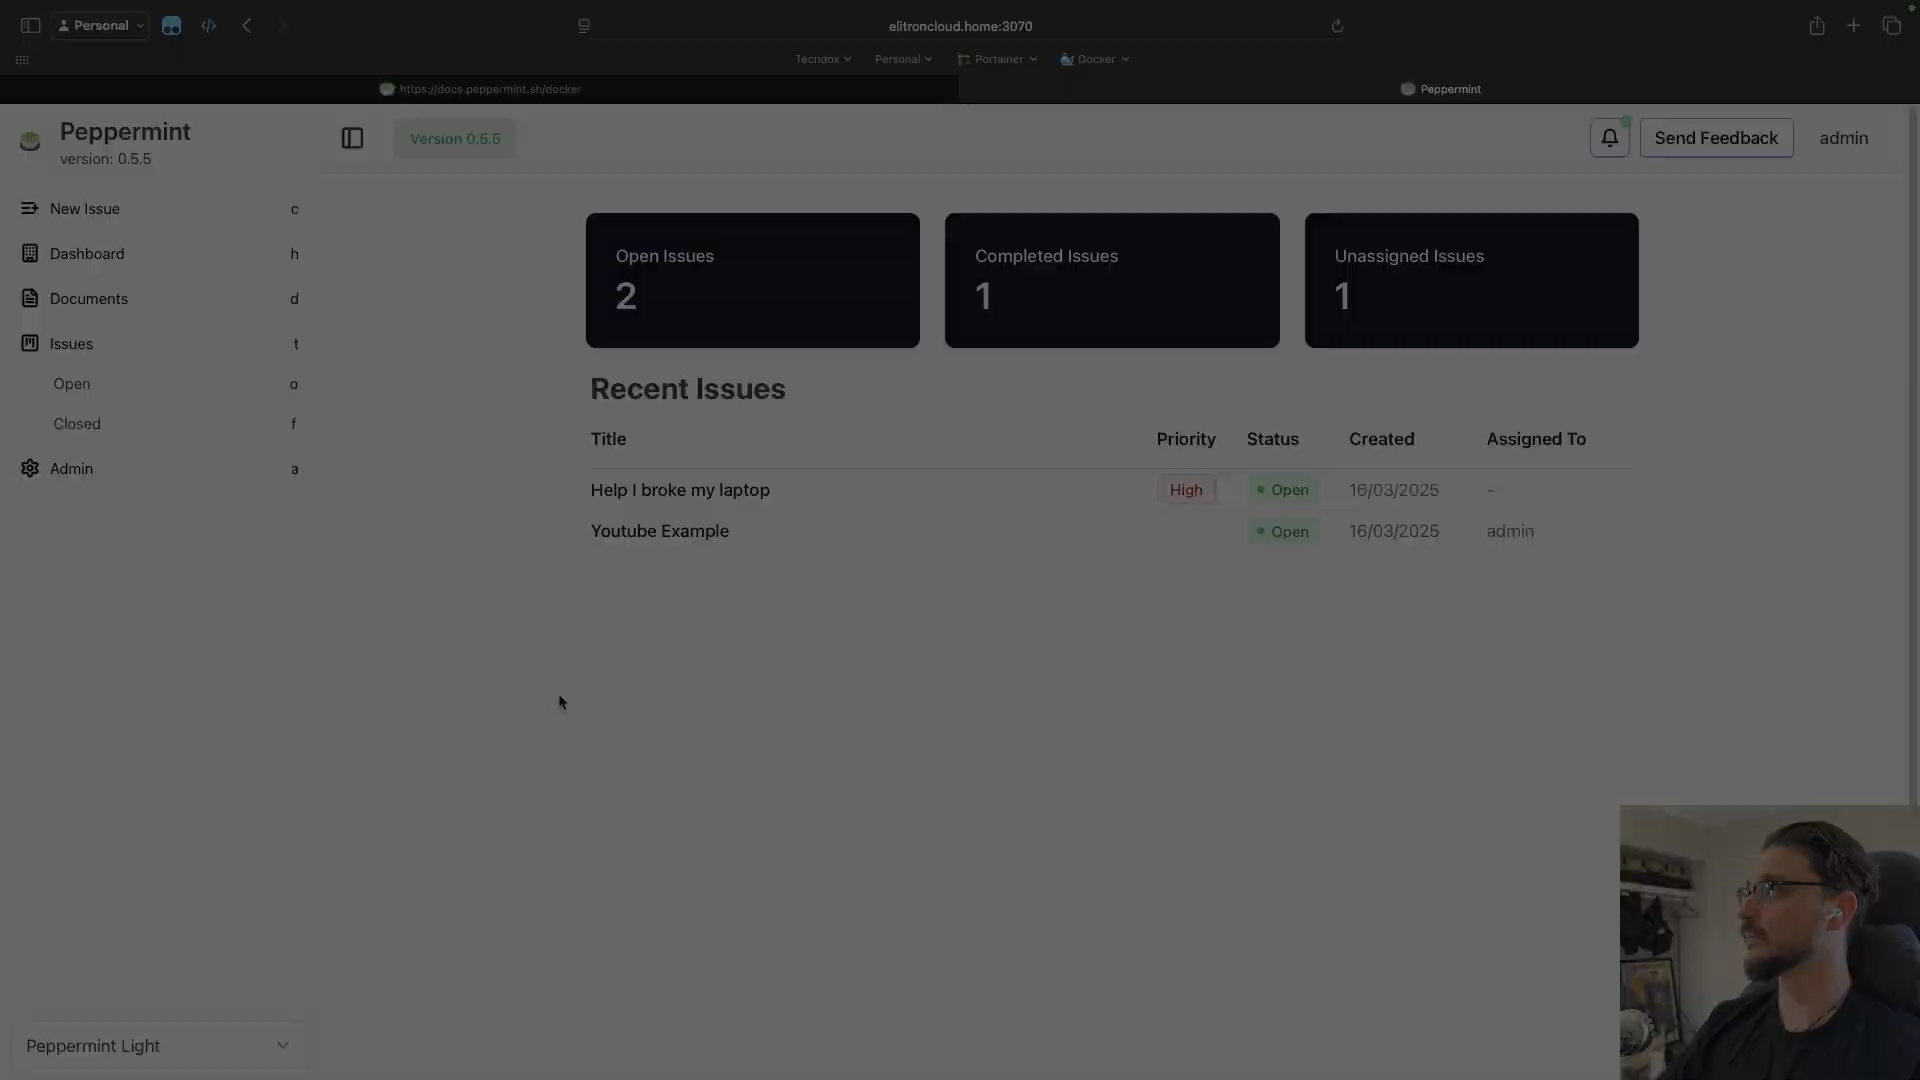 Personal
elitroncloud.home:3070
Tecnoox
Personal
Portainer
Docker
https://docs.peppermint.sh/docker
Peppermint
Peppermint
version: 0.5.5
Version 0.5.5
Send Feedback
admin
New Issue c
Dashboard h
Documents d
Issues t
Open o
Closed f
Admin a
Open Issues
2
Completed Issues
1
Unassigned Issues
1
Recent Issues
Title Priority Status Created Assigned To
Help I broke my laptop High Open 16/03/2025 -
Youtube Example Open 16/03/2025 admin
Peppermint Light